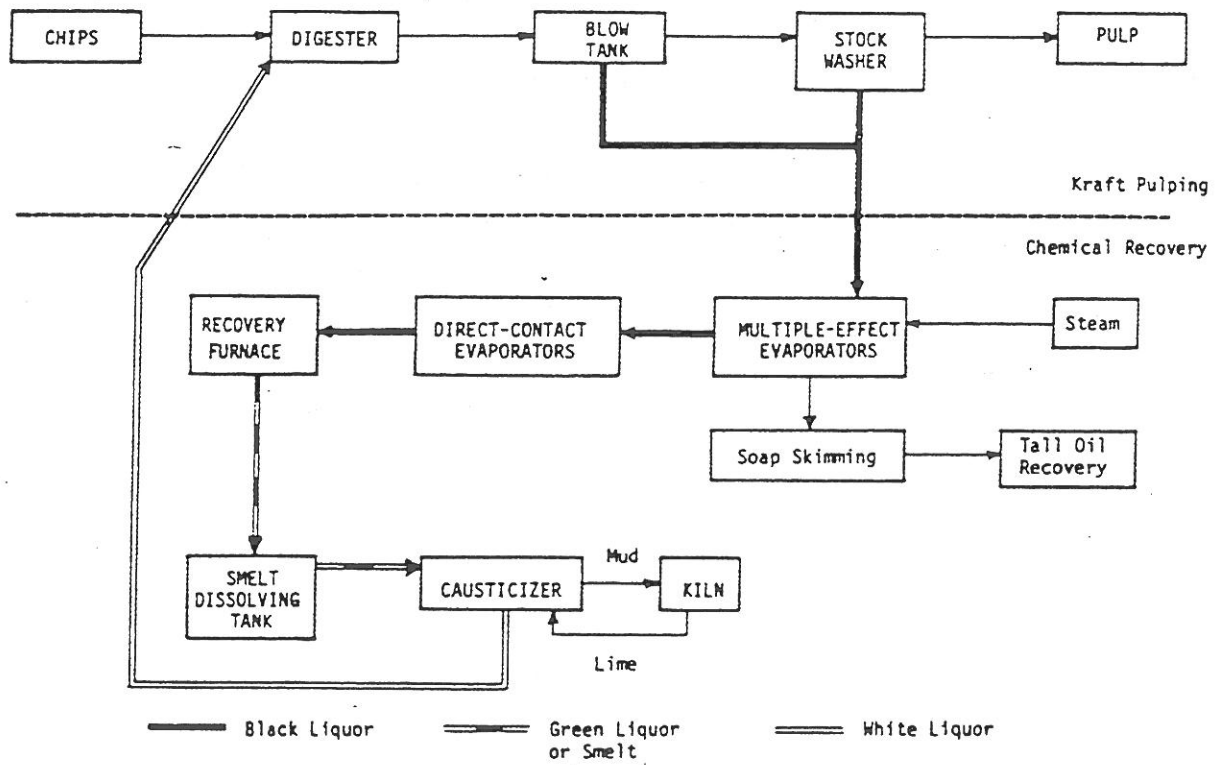 CHIPS
DIGESTER
BLOW
TANK
STOCK
WASHER
PULP
Kraft Pulping
Chemical Recovery
RECOVERY
FURNACE
DIRECT-CONTACT
EVAPORATORS
MULTIPLE-EFFECT
EVAPORATORS
Steam
Soap Skimming
Tall Oil
Recovery
SMELT
DISSOLVING
TANK
CAUSTICIZER
Mud
KILN
Lime
Black Liquor
Green Liquor
or Smelt
White Liquor